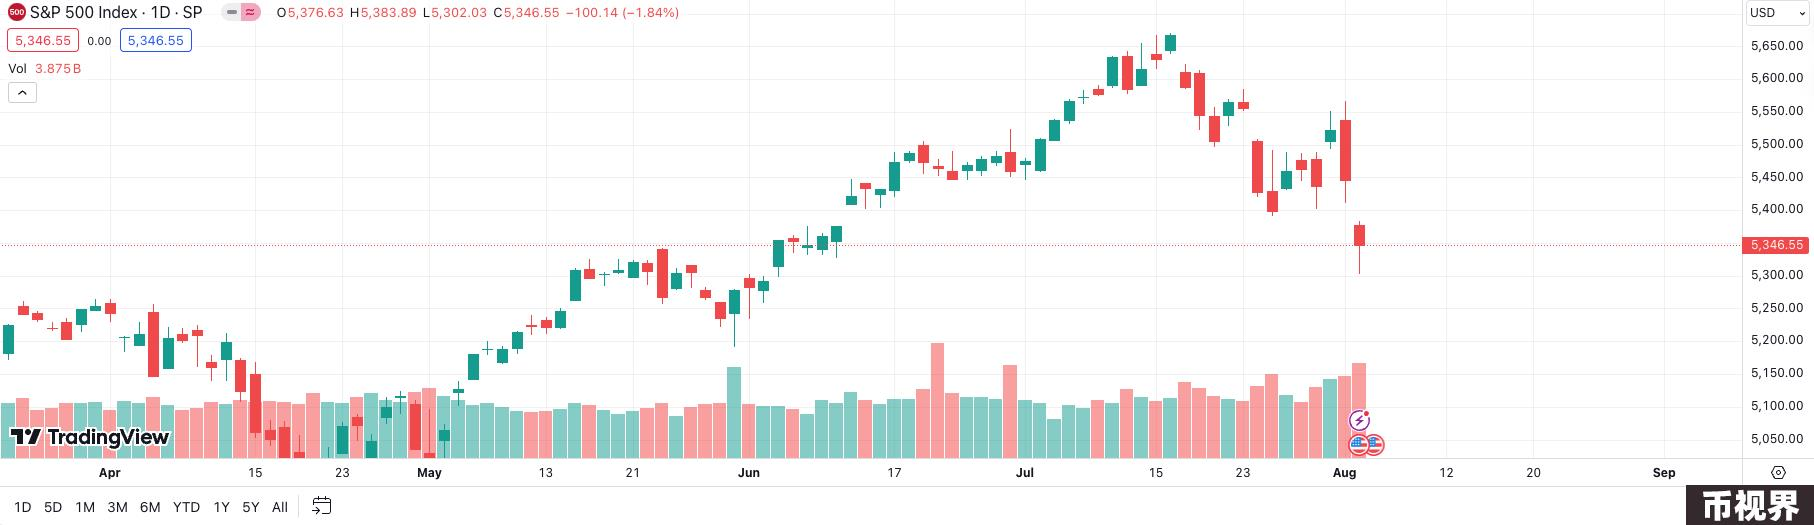 500 S&P 500 Index · 1D · SP O5,376.63 H5,383.89 L5,302.03 C5,346.55 −100.14 (−1.84%) USD
5,346.55 0.00 5,346.55
Vol 3.875B
5,650.00
5,600.00
5,550.00
5,500.00
5,450.00
5,400.00
5,346.55
5,300.00
5,250.00
5,200.00
5,150.00
5,100.00
5,050.00
TradingView
Apr 15 23 May 13 21 Jun 17 Jul 15 23 Aug 12 20 Sep
1D 5D 1M 3M 6M YTD 1Y 5Y All
币视界